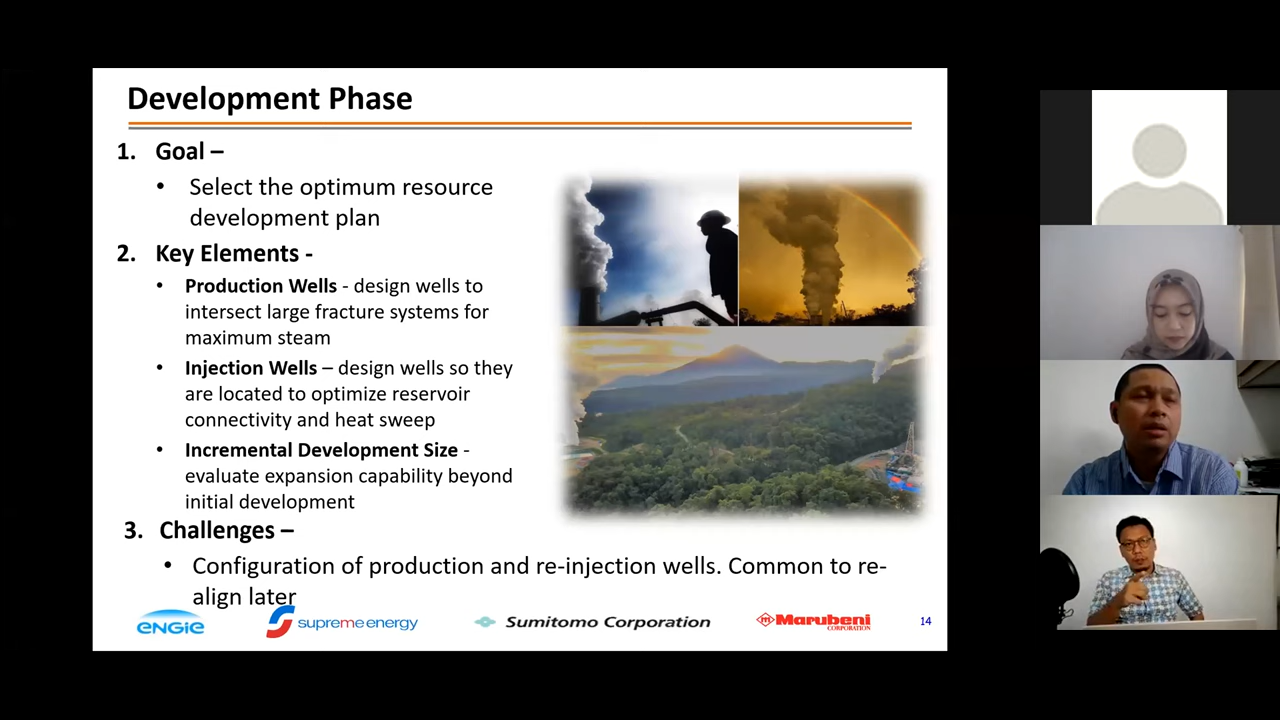 Development Phase
1. Goal –
• Select the optimum resource
development plan
2. Key Elements -
• Production Wells - design wells to
intersect large fracture systems for
maximum steam
• Injection Wells – design wells so they
are located to optimize reservoir
connectivity and heat sweep
• Incremental Development Size -
evaluate expansion capability beyond
initial development
3. Challenges –
• Configuration of production and re-injection wells. Common to re-
align later
ENGIE
supreme energy
Sumitomo Corporation
Marubeni
CORPORATION
14